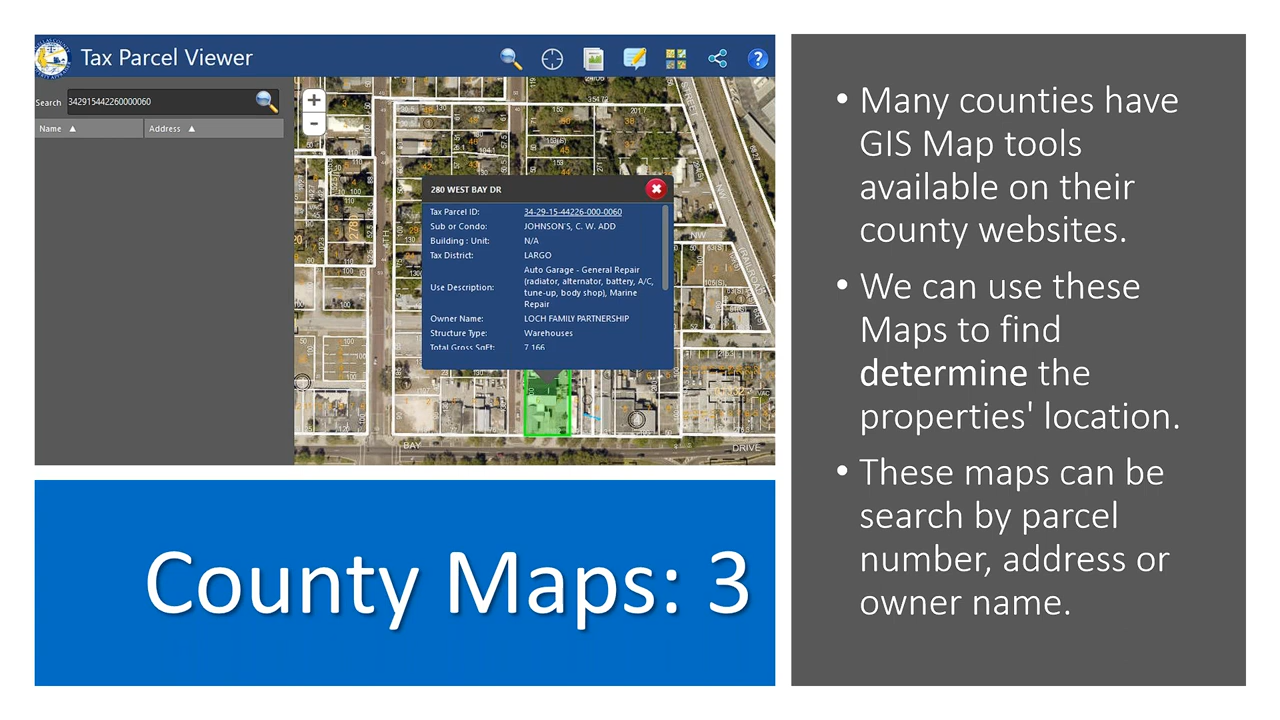 Tax Parcel Viewer
Search 342915442260000060
Name ▲ Address ▲
280 WEST BAY DR
Tax Parcel ID: 34-29-15-44226-000-0060
Sub or Condo: JOHNSON'S, C. W. ADD
Building : Unit: N/A
Tax District: LARGO
Use Description: Auto Garage - General Repair
(radiator, alternator, battery, A/C,
tune-up, body shop), Marine
Repair
Owner Name: LOCH FAMILY PARTNERSHIP
Structure Type: Warehouses
Total Gross SqFt: 7,166
STREET
NW
NW
(RAILROAD
BAY
DRIVE
County Maps: 3
• Many counties have
GIS Map tools
available on their
county websites.
• We can use these
Maps to find
determine the
properties' location.
• These maps can be
search by parcel
number, address or
owner name.